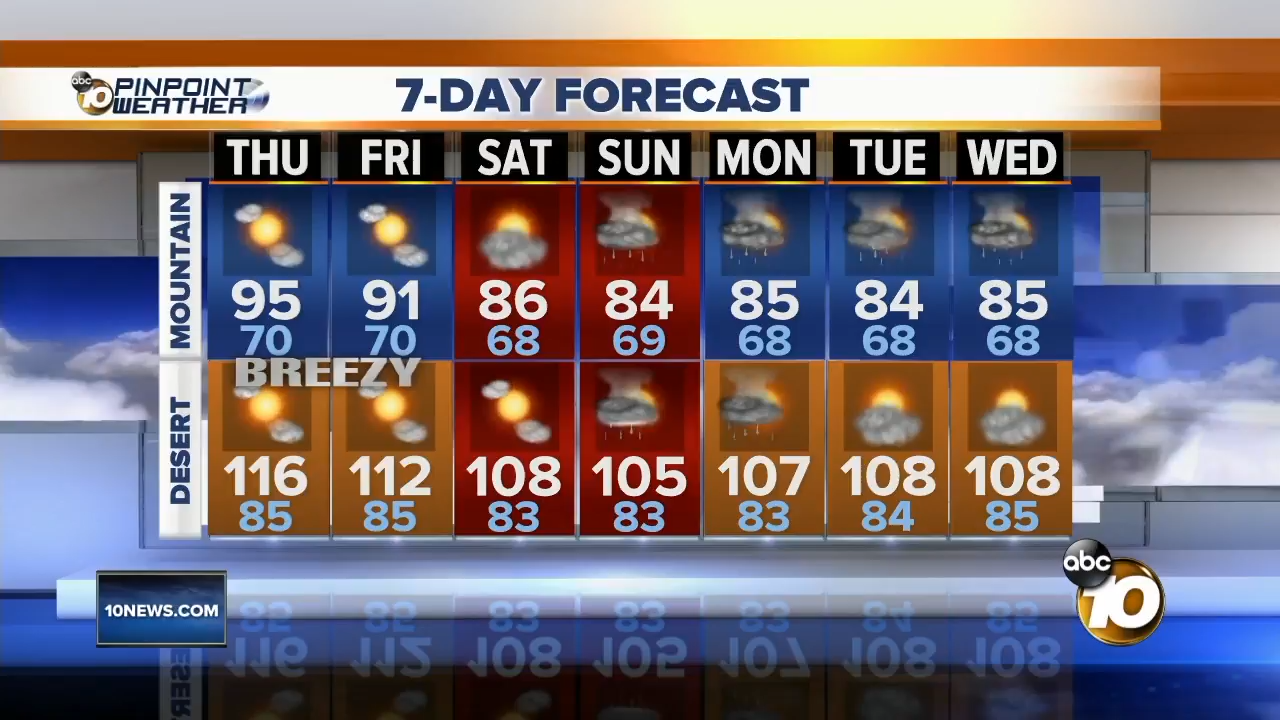 abc 10 PINPOINT WEATHER
7-DAY FORECAST
THU FRI SAT SUN MON TUE WED
MOUNTAIN
95 91 86 84 85 84 85
70 70 68 69 68 68 68
BREEZY
DESERT
116 112 108 105 107 108 108
85 85 83 83 83 84 85
10NEWS.COM
abc
10